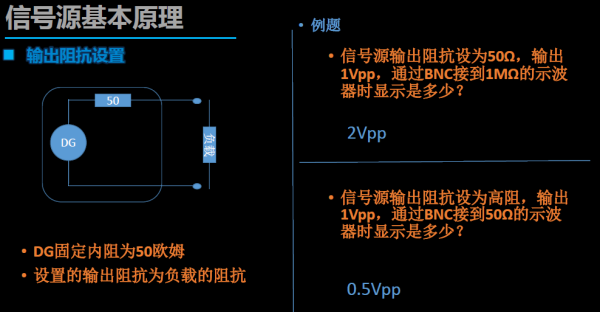 信号源基本原理
输出阻抗设置
50
DG
负载
• DG固定内阻为50欧姆
• 设置的输出阻抗为负载的阻抗
• 例题
• 信号源输出阻抗设为50Ω，输出
1Vpp，通过BNC接到1MΩ的示波
器时显示是多少？
2Vpp
• 信号源输出阻抗设为高阻，输出
1Vpp，通过BNC接到50Ω的示波
器时显示是多少？
0.5Vpp